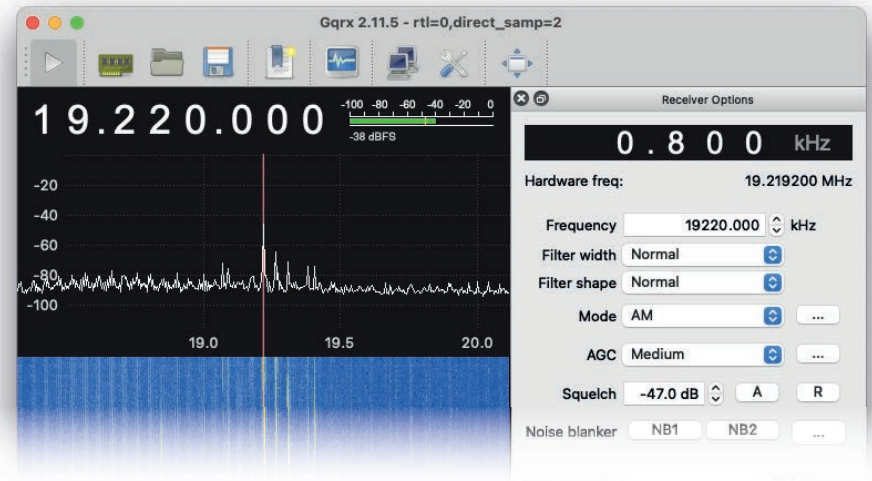 Gqrx 2.11.5 - rtl=0,direct_samp=2
19.220.000
-100 -80 -60 -40 -20 0
-38 dBFS
-20
-40
-60
-80
-100
19.0 19.5 20.0
Receiver Options
0.800 kHz
Hardware freq: 19.219200 MHz
Frequency 19220.000 kHz
Filter width Normal
Filter shape Normal
Mode AM ...
AGC Medium ...
Squelch -47.0 dB A R
Noise blanker NB1 NB2 ...